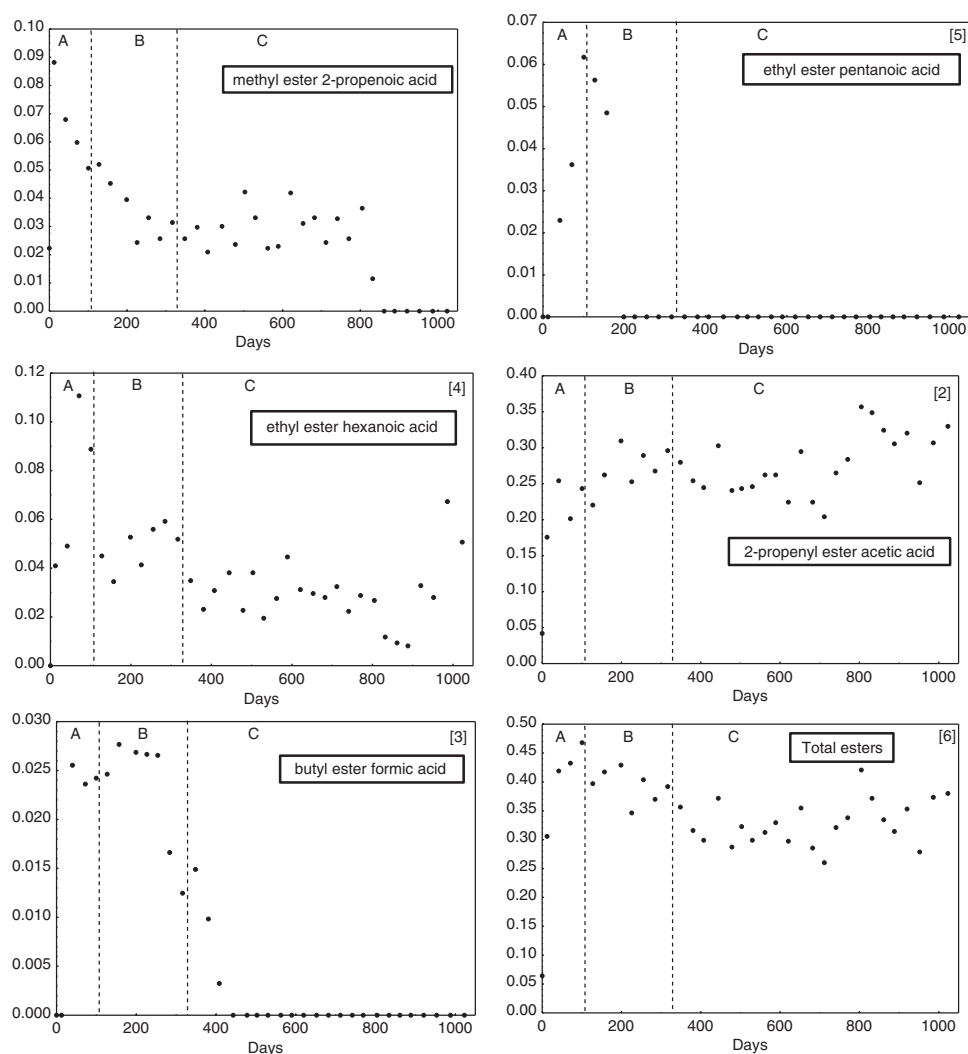 0.10
0.09
0.08
0.07
0.06
0.05
0.04
0.03
0.02
0.01
0.00
A B C
methyl ester 2-propenoic acid
0 200 400 600 800 1000
Days
0.07
0.06
0.05
0.04
0.03
0.02
0.01
0.00
A B C [5]
ethyl ester pentanoic acid
0 200 400 600 800 1000
Days
0.12
0.10
0.08
0.06
0.04
0.02
0.00
A B C [4]
ethyl ester hexanoic acid
0 200 400 600 800 1000
Days
0.40
0.35
0.30
0.25
0.20
0.15
0.10
0.05
0.00
A B C [2]
2-propenyl ester acetic acid
0 200 400 600 800 1000
Days
0.030
0.025
0.020
0.015
0.010
0.005
0.000
A B C [3]
butyl ester formic acid
0 200 400 600 800 1000
Days
0.50
0.45
0.40
0.35
0.30
0.25
0.20
0.15
0.10
0.05
0.00
A B C [6]
Total esters
0 200 400 600 800 1000
Days